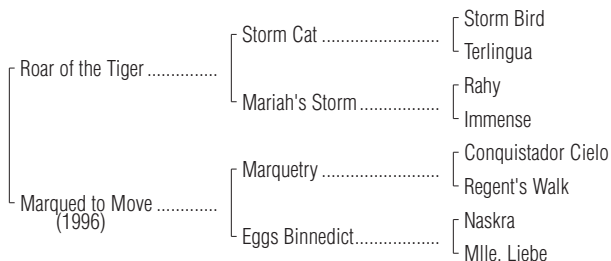 Storm Bird
Storm Cat ........................
Terlingua
Roar of the Tiger ..............
Rahy
Mariah's Storm ................
Immense
Conquistador Cielo
Marquetry ........................
Regent's Walk
Marqued to Move ............
(1996)
Naskra
Eggs Binnedict.................
Mlle. Liebe